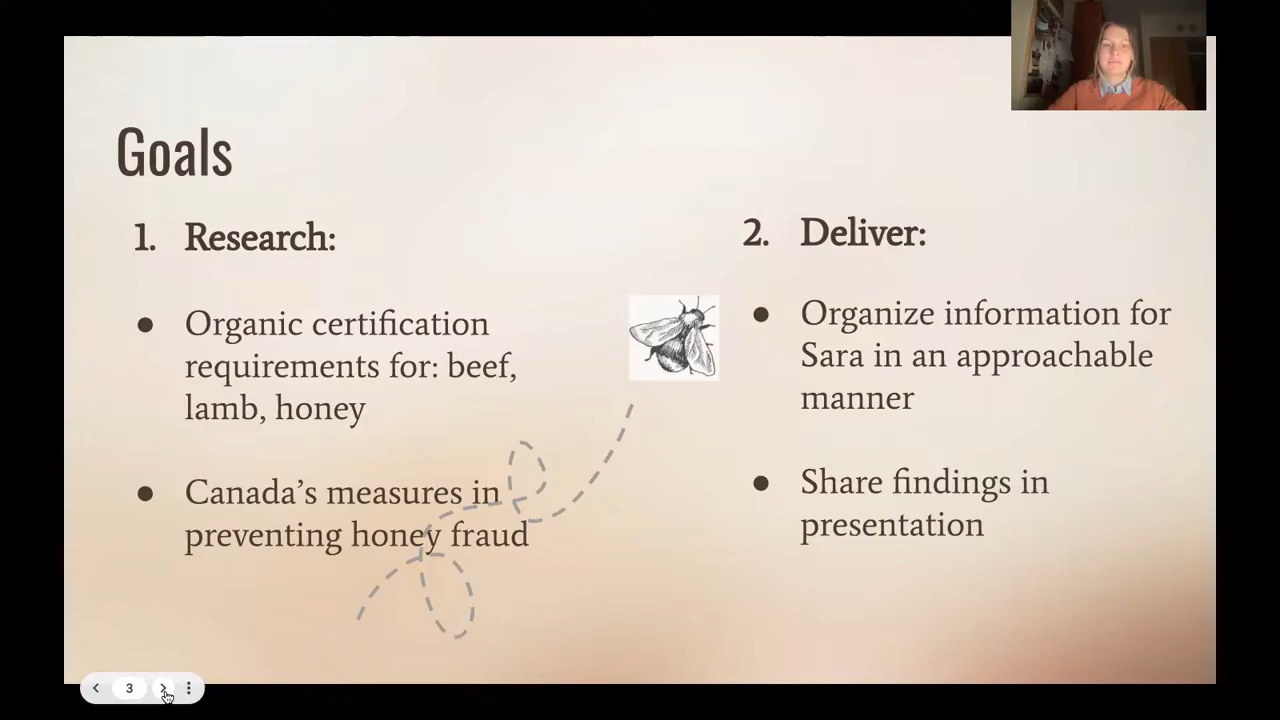 Goals
1. Research:
● Organic certification
requirements for: beef,
lamb, honey
● Canada’s measures in
preventing honey fraud
2. Deliver:
● Organize information for
Sara in an approachable
manner
● Share findings in
presentation
3